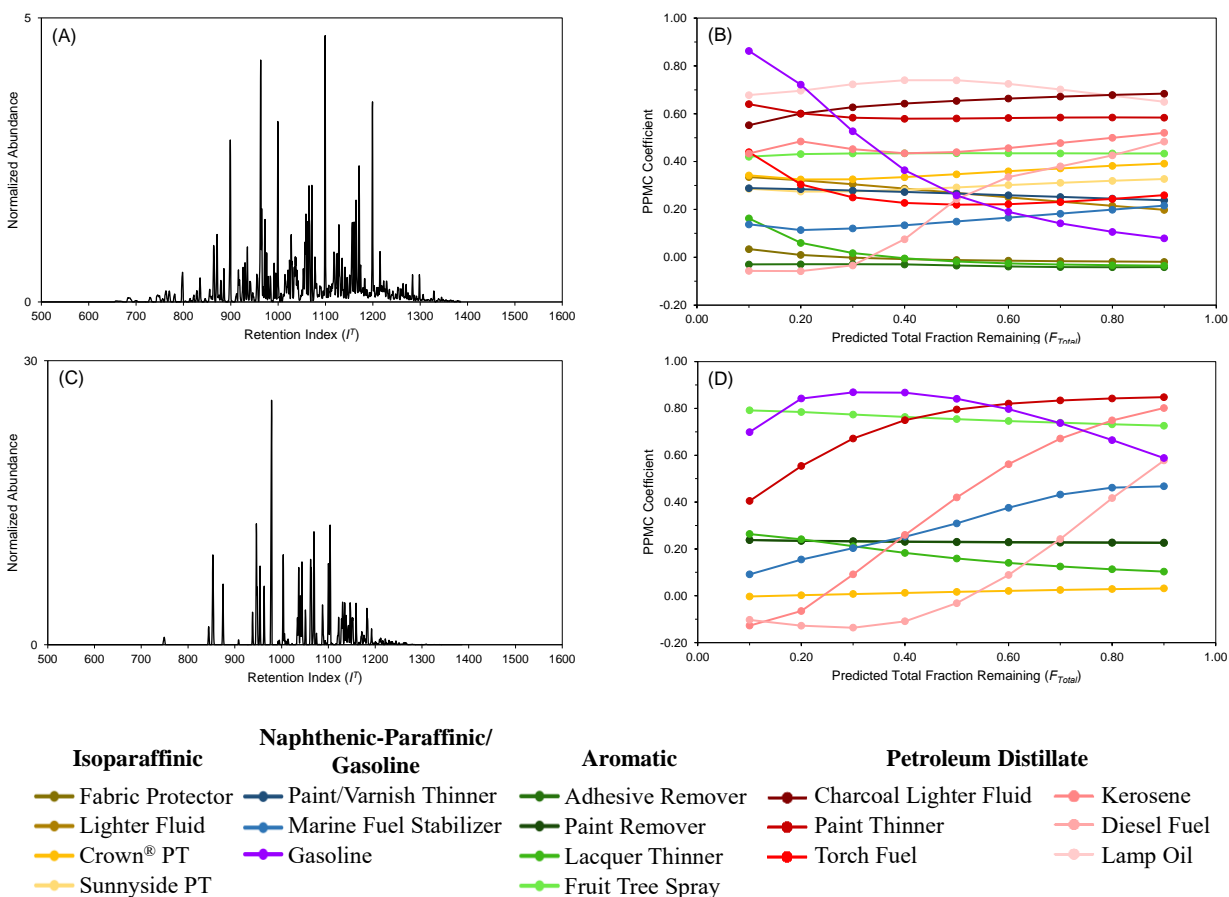 (A)
5
Normalized Abundance
0
500 600 700 800 900 1000 1100 1200 1300 1400 1500 1600
Retention Index (I^T)
(B)
1.00
0.80
0.60
0.40
0.20
0.00
-0.20
PPMC Coefficient
0.00 0.20 0.40 0.60 0.80 1.00
Predicted Total Fraction Remaining (F_Total)
(C)
30
Normalized Abundance
0
500 600 700 800 900 1000 1100 1200 1300 1400 1500 1600
Retention Index (I^T)
(D)
1.00
0.80
0.60
0.40
0.20
0.00
-0.20
PPMC Coefficient
0.00 0.20 0.40 0.60 0.80 1.00
Predicted Total Fraction Remaining (F_Total)
Isoparaffinic
Fabric Protector
Lighter Fluid
Crown® PT
Sunnyside PT
Naphthenic-Paraffinic/
Gasoline
Paint/Varnish Thinner
Marine Fuel Stabilizer
Gasoline
Aromatic
Adhesive Remover
Paint Remover
Lacquer Thinner
Fruit Tree Spray
Petroleum Distillate
Charcoal Lighter Fluid
Paint Thinner
Torch Fuel
Kerosene
Diesel Fuel
Lamp Oil